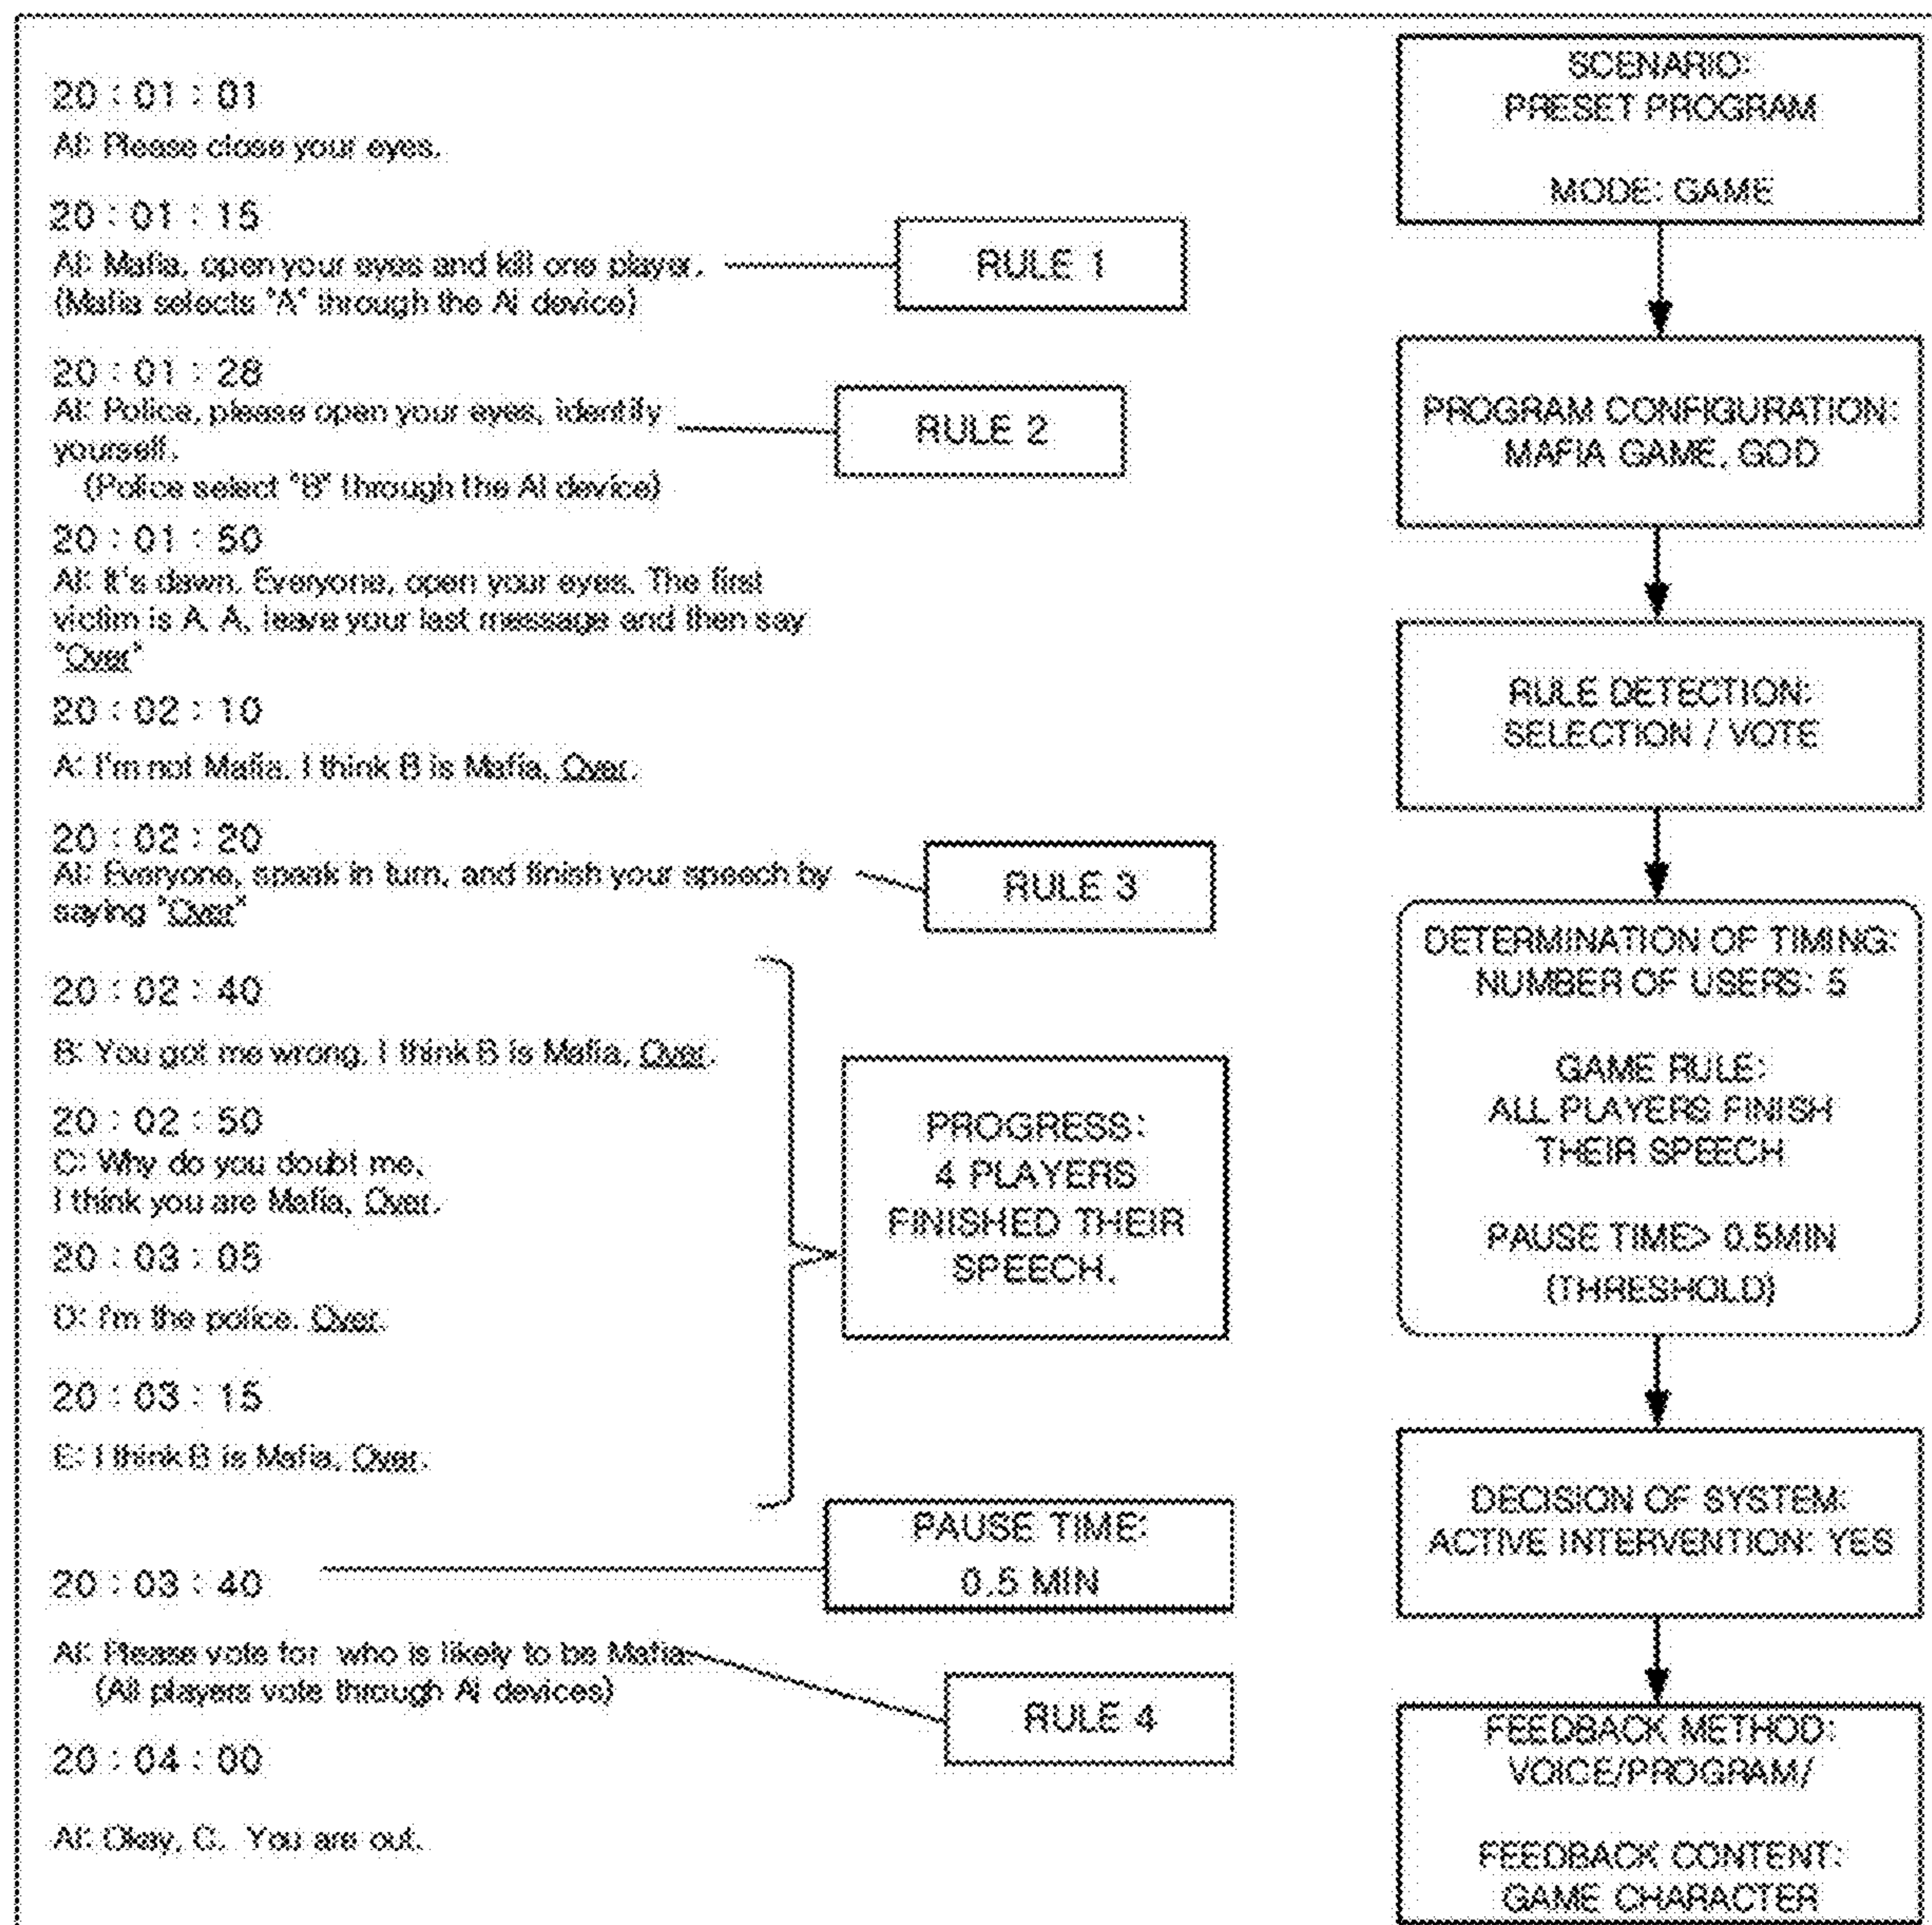 20 : 01 : 01
AI: Please close your eyes.
20 : 01 : 15
AI: Mafia, open your eyes and kill one player.
(Mafia selects "A" through the AI device)
RULE 1
20 : 01 : 28
AI: Police, please open your eyes, identify
yourself.
(Police select "B" through the AI device)
RULE 2
20 : 01 : 50
AI: It's dawn. Everyone, open your eyes. The first
victim is A. A, leave your last message and then say
"Over"
20 : 02 : 10
A: I'm not Mafia. I think B is Mafia, Over.
20 : 02 : 20
AI: Everyone, speak in turn, and finish your speech by
saying "Over"
RULE 3
20 : 02 : 40
B: You got me wrong. I think B is Mafia, Over.
20 : 02 : 50
C: Why do you doubt me,
I think you are Mafia, Over.
20 : 03 : 05
D: I'm the police. Over.
20 : 03 : 15
E: I think B is Mafia, Over.
PROGRESS:
4 PLAYERS
FINISHED THEIR
SPEECH.
20 : 03 : 40
PAUSE TIME:
0.5 MIN
AI: Please vote for who is likely to be Mafia.
(All players vote through AI devices)
RULE 4
20 : 04 : 00
AI: Okay, C. You are out.
SCENARIO:
PRESET PROGRAM
MODE: GAME
PROGRAM CONFIGURATION:
MAFIA GAME, GOD
RULE DETECTION:
SELECTION / VOTE
DETERMINATION OF TIMING:
NUMBER OF USERS: 5
GAME RULE:
ALL PLAYERS FINISH
THEIR SPEECH
PAUSE TIME> 0.5MIN
(THRESHOLD)
DECISION OF SYSTEM:
ACTIVE INTERVENTION: YES
FEEDBACK METHOD:
VOICE/PROGRAM/
FEEDBACK CONTENT:
GAME CHARACTER